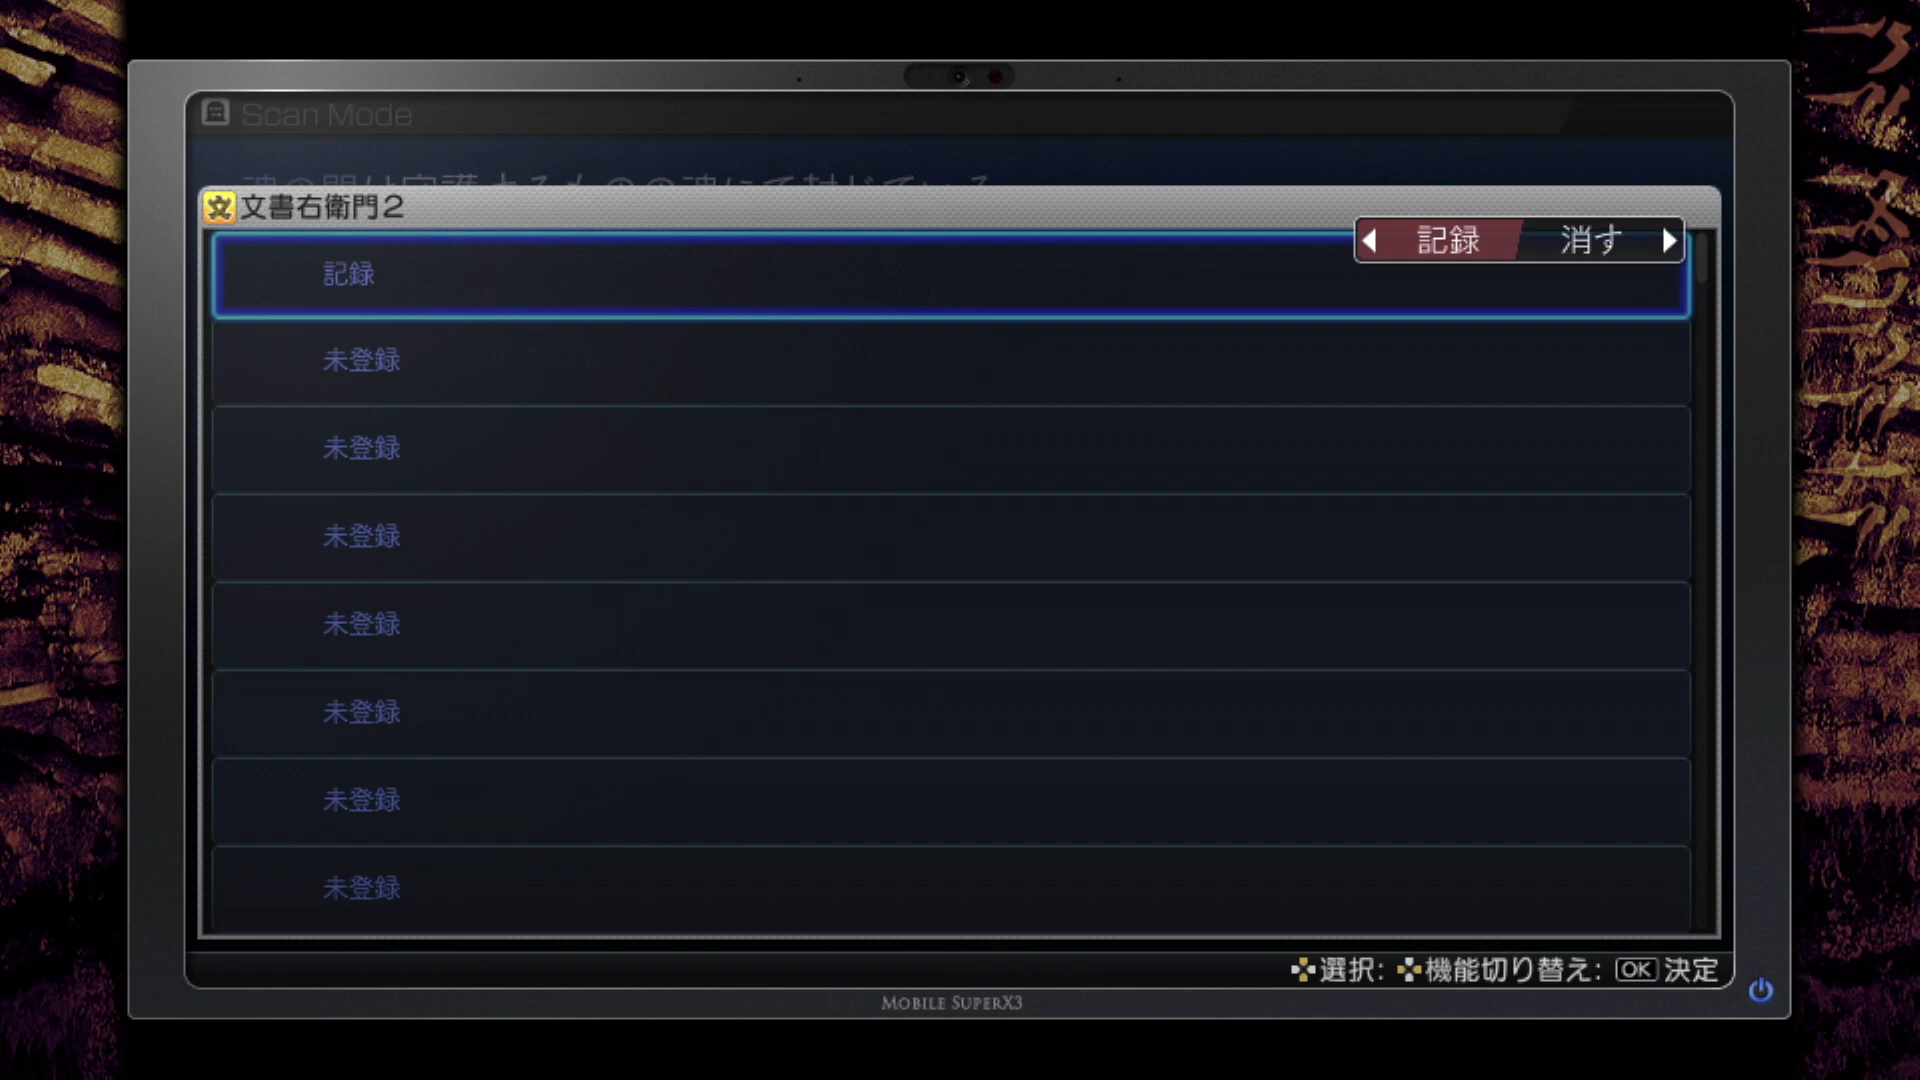 Scan Mode
文書右衛門2
記録 消す
記録
未登録
未登録
未登録
未登録
未登録
未登録
未登録
選択: 機能切り替え: OK 決定
MOBILE SUPERX3